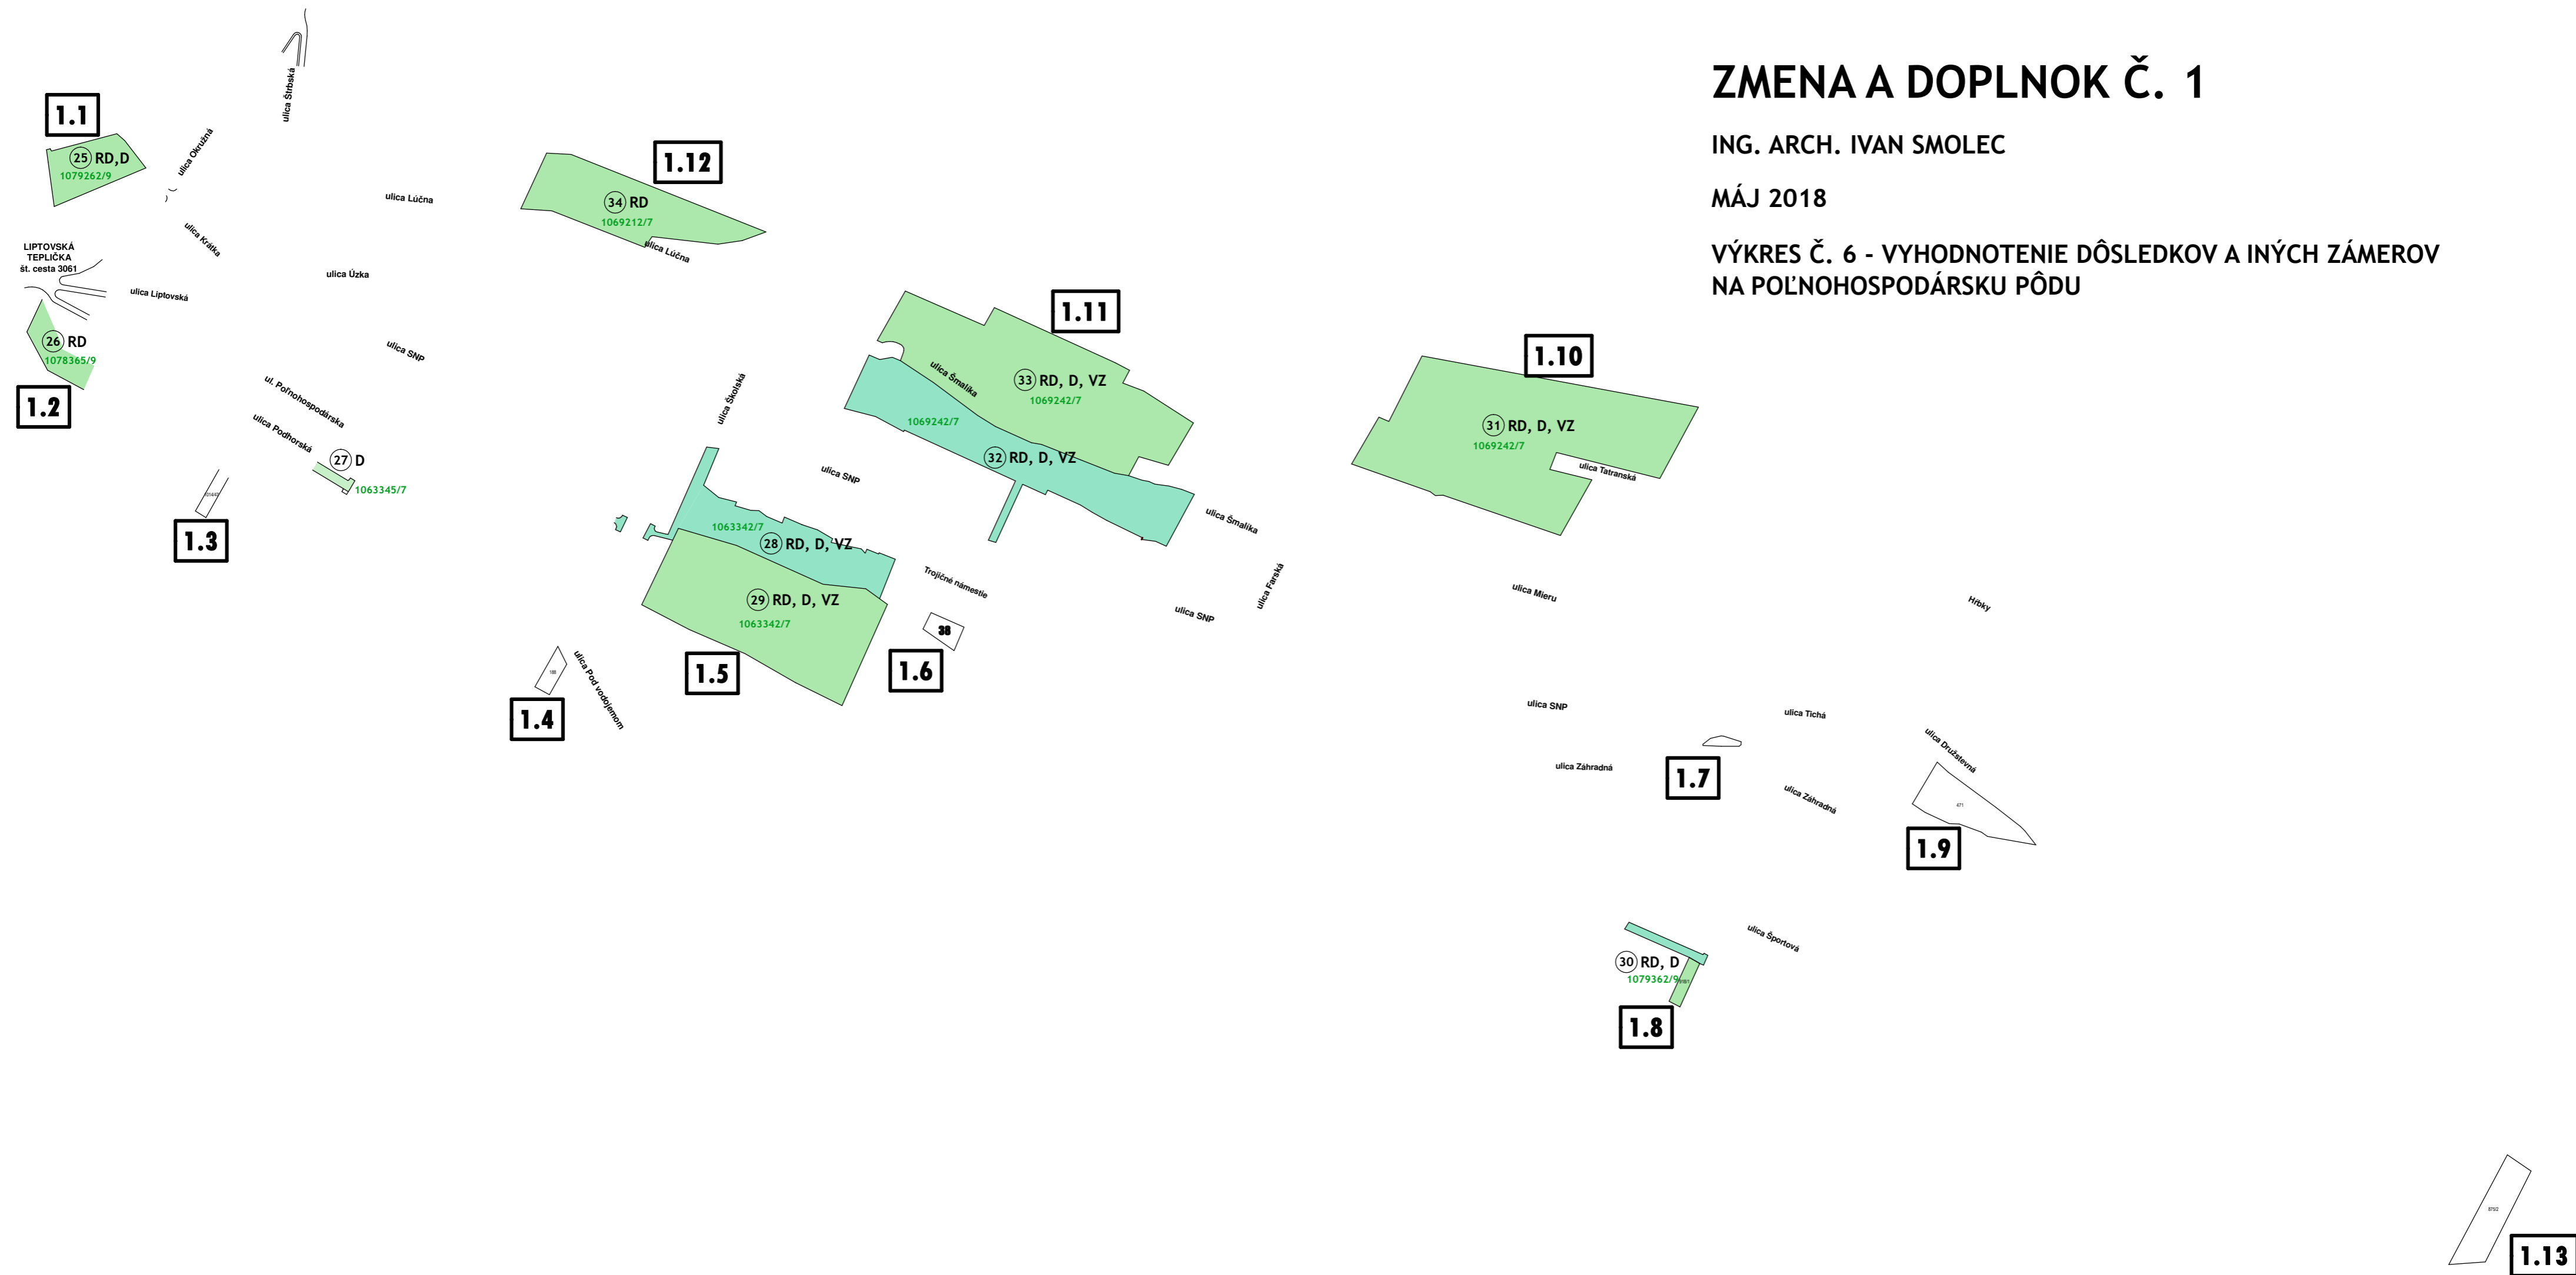 ZMENA A DOPLNOK Č. 1
ING. ARCH. IVAN SMOLEC
MÁJ 2018
VÝKRES Č. 6 - VYHODNOTENIE DÔSLEDKOV A INÝCH ZÁMEROV
NA POĽNOHOSPODÁRSKU PÔDU
ulica Štrbská
1.1
25 RD,D
1079262/9
ulica Okružná
ulica Krátka
ulica Lúčna
LIPTOVSKÁ
TEPLIČKA
št. cesta 3061
ulica Liptovská
ulica Úzka
26 RD
1078365/9
1.2
ulica SNP
ul. Poľnohospodárska
ulica Podhorská
27 D
1063345/7
1.3
1.12
34 RD
1069212/7
ulica Lúčna
1.11
33 RD, D, VZ
1069242/7
ulica Šmalíka
1069242/7
32 RD, D, VZ
ulica Školská
ulica SNP
1063342/7
28 RD, D, VZ
29 RD, D, VZ
1063342/7
1.5
Trojičné námestie
38
1.6
188
1.4
ulica Pod vodojemom
1.10
31 RD, D, VZ
1069242/7
ulica Tatranská
ulica Šmalíka
ulica Farská
ulica SNP
ulica Mieru
Hŕbky
ulica SNP
ulica Tichá
ulica Záhradná
1.7
ulica Záhradná
ulica Družstevná
471
1.9
ulica Športová
30 RD, D
1079362/9
1.8
875/2
1.13